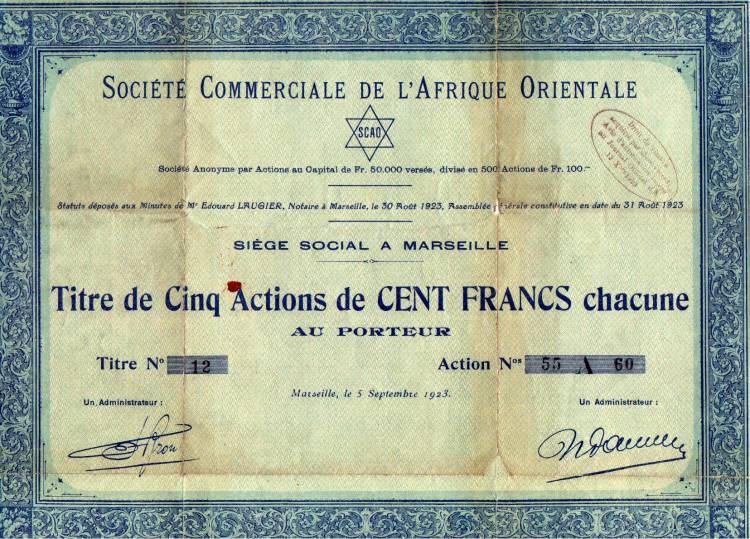 SOCIÉTÉ COMMERCIALE DE L'AFRIQUE ORIENTALE
SCAO
Société Anonyme par Actions au Capital de Fr. 50.000 versés, divisé en 500 Actions de Fr. 100.-
Statuts déposés aux Minutes de Me Edouard LAUGIER, Notaire à Marseille, le 30 Août 1923, Assemblée générale constitutive en date du 31 Août 1923
SIÈGE SOCIAL A MARSEILLE
Titre de Cinq Actions de CENT FRANCS chacune
AU PORTEUR
Titre No 12
Action Nos 55 A 60
Marseille, le 5 Septembre 1923.
Un Administrateur :
Un Administrateur :